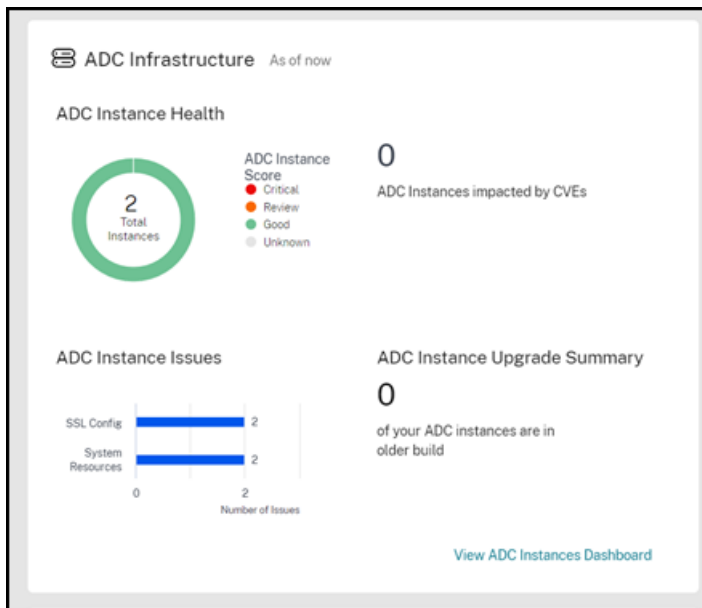 ADC Infrastructure As of now
ADC Instance Health
2
Total
Instances
ADC Instance
Score
Critical
Review
Good
Unknown
0
ADC Instances impacted by CVEs
ADC Instance Issues
SSL Config
2
System
Resources
2
0
2
Number of Issues
ADC Instance Upgrade Summary
0
of your ADC instances are in
older build
View ADC Instances Dashboard